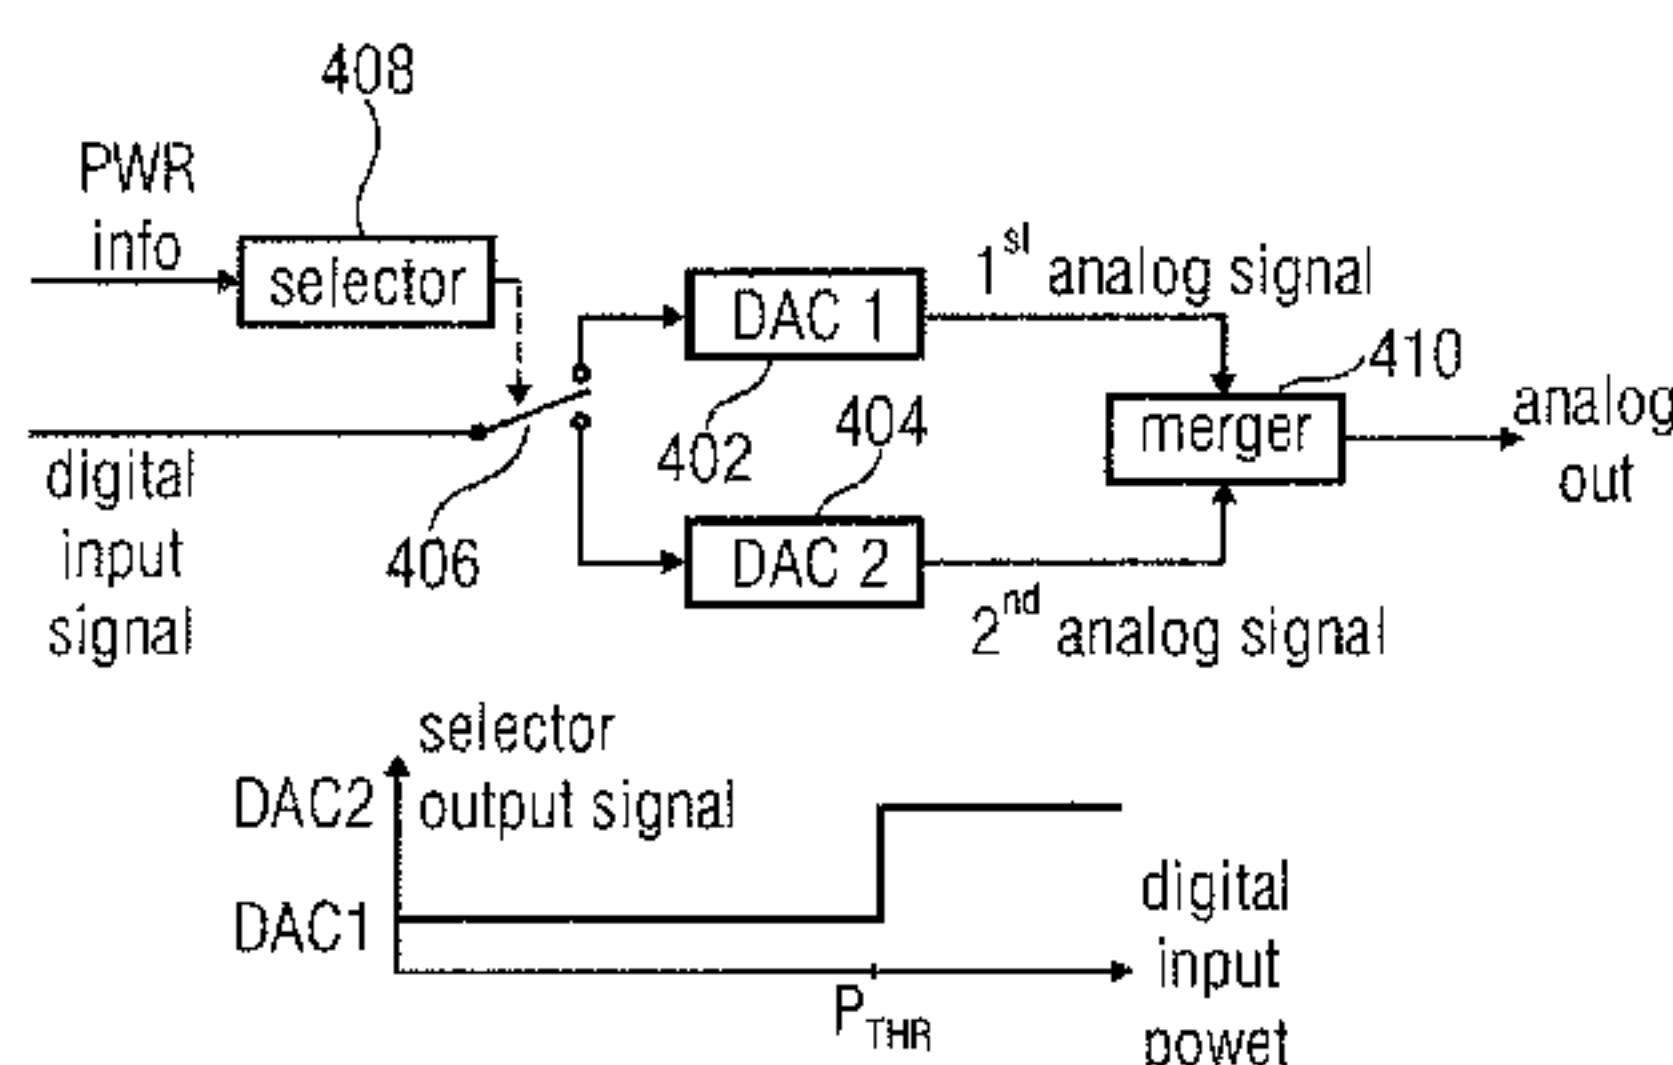 408
PWR
info
selector
1st analog signal
DAC 1
410
analog
out
merger
402
404
digital
input
signal
406
DAC 2
2nd analog signal
selector
output signal
DAC2
DAC1
digital
input
powet
PTHR